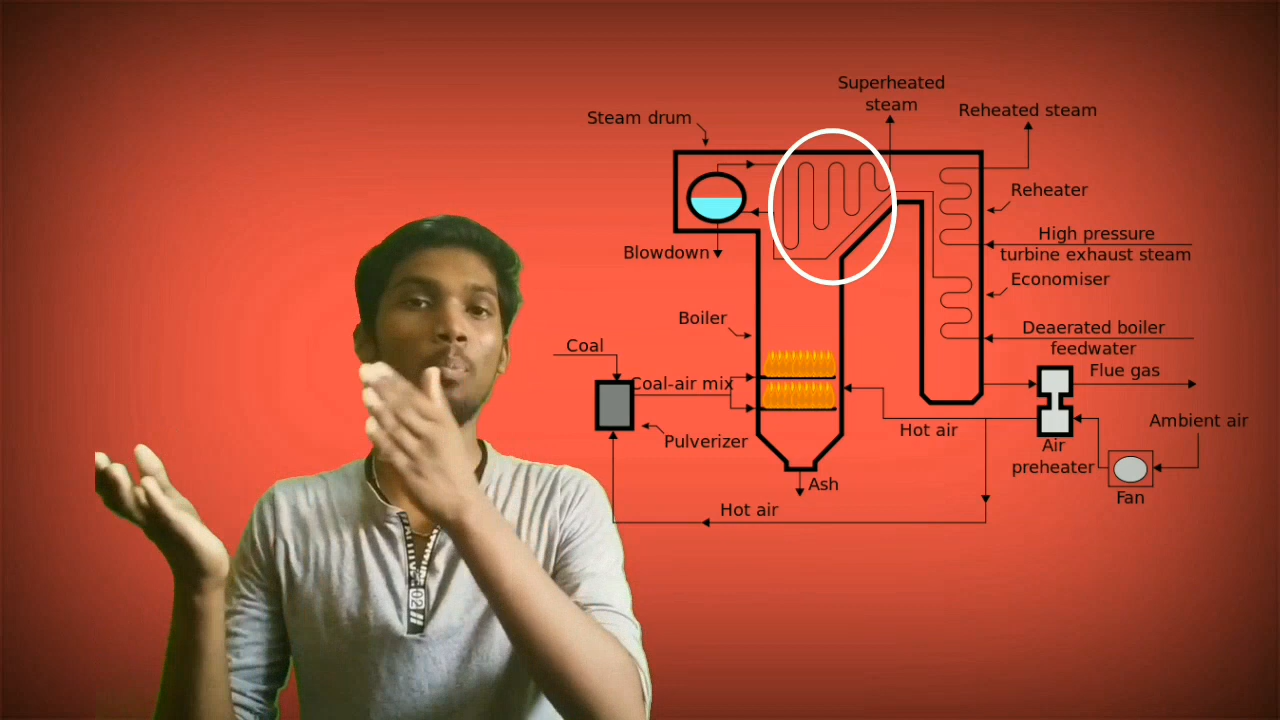 Superheated
steam
Reheated steam
Steam drum
Reheater
High pressure
turbine exhaust steam
Blowdown
Economiser
Boiler
Deaerated boiler
feedwater
Coal
Flue gas
Coal-air mix
Ambient air
Hot air
Pulverizer
Air
preheater
Ash
Fan
Hot air